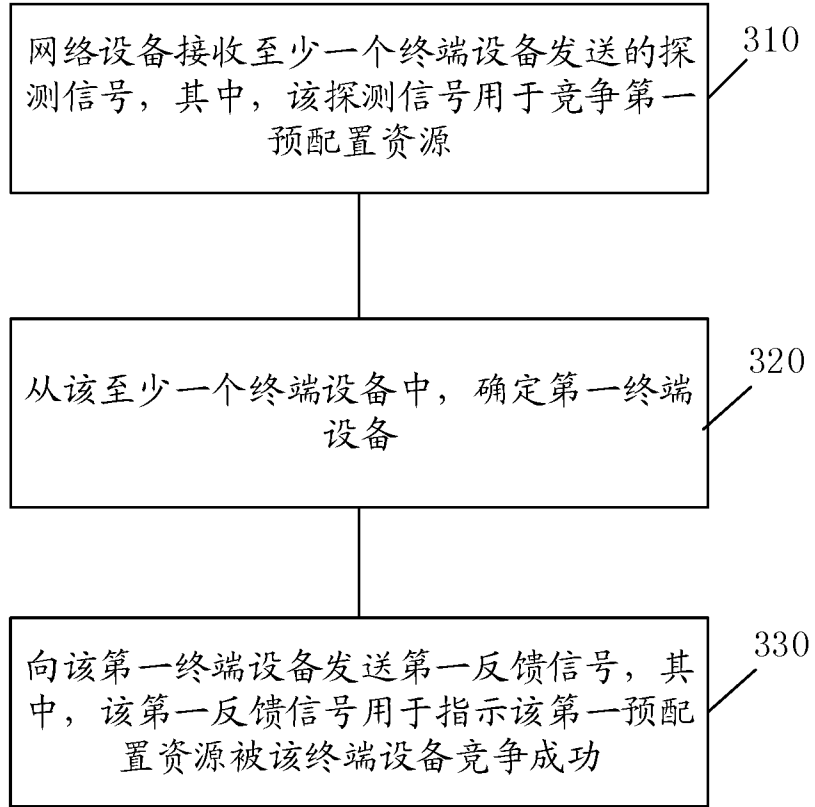 网络设备接收至少一个终端设备发送的探
测信号，其中，该探测信号用于竞争第一
预配置资源
310
从该至少一个终端设备中，确定第一终端
设备
320
向该第一终端设备发送第一反馈信号，其
中，该第一反馈信号用于指示该第一预配
置资源被该终端设备竞争成功
330